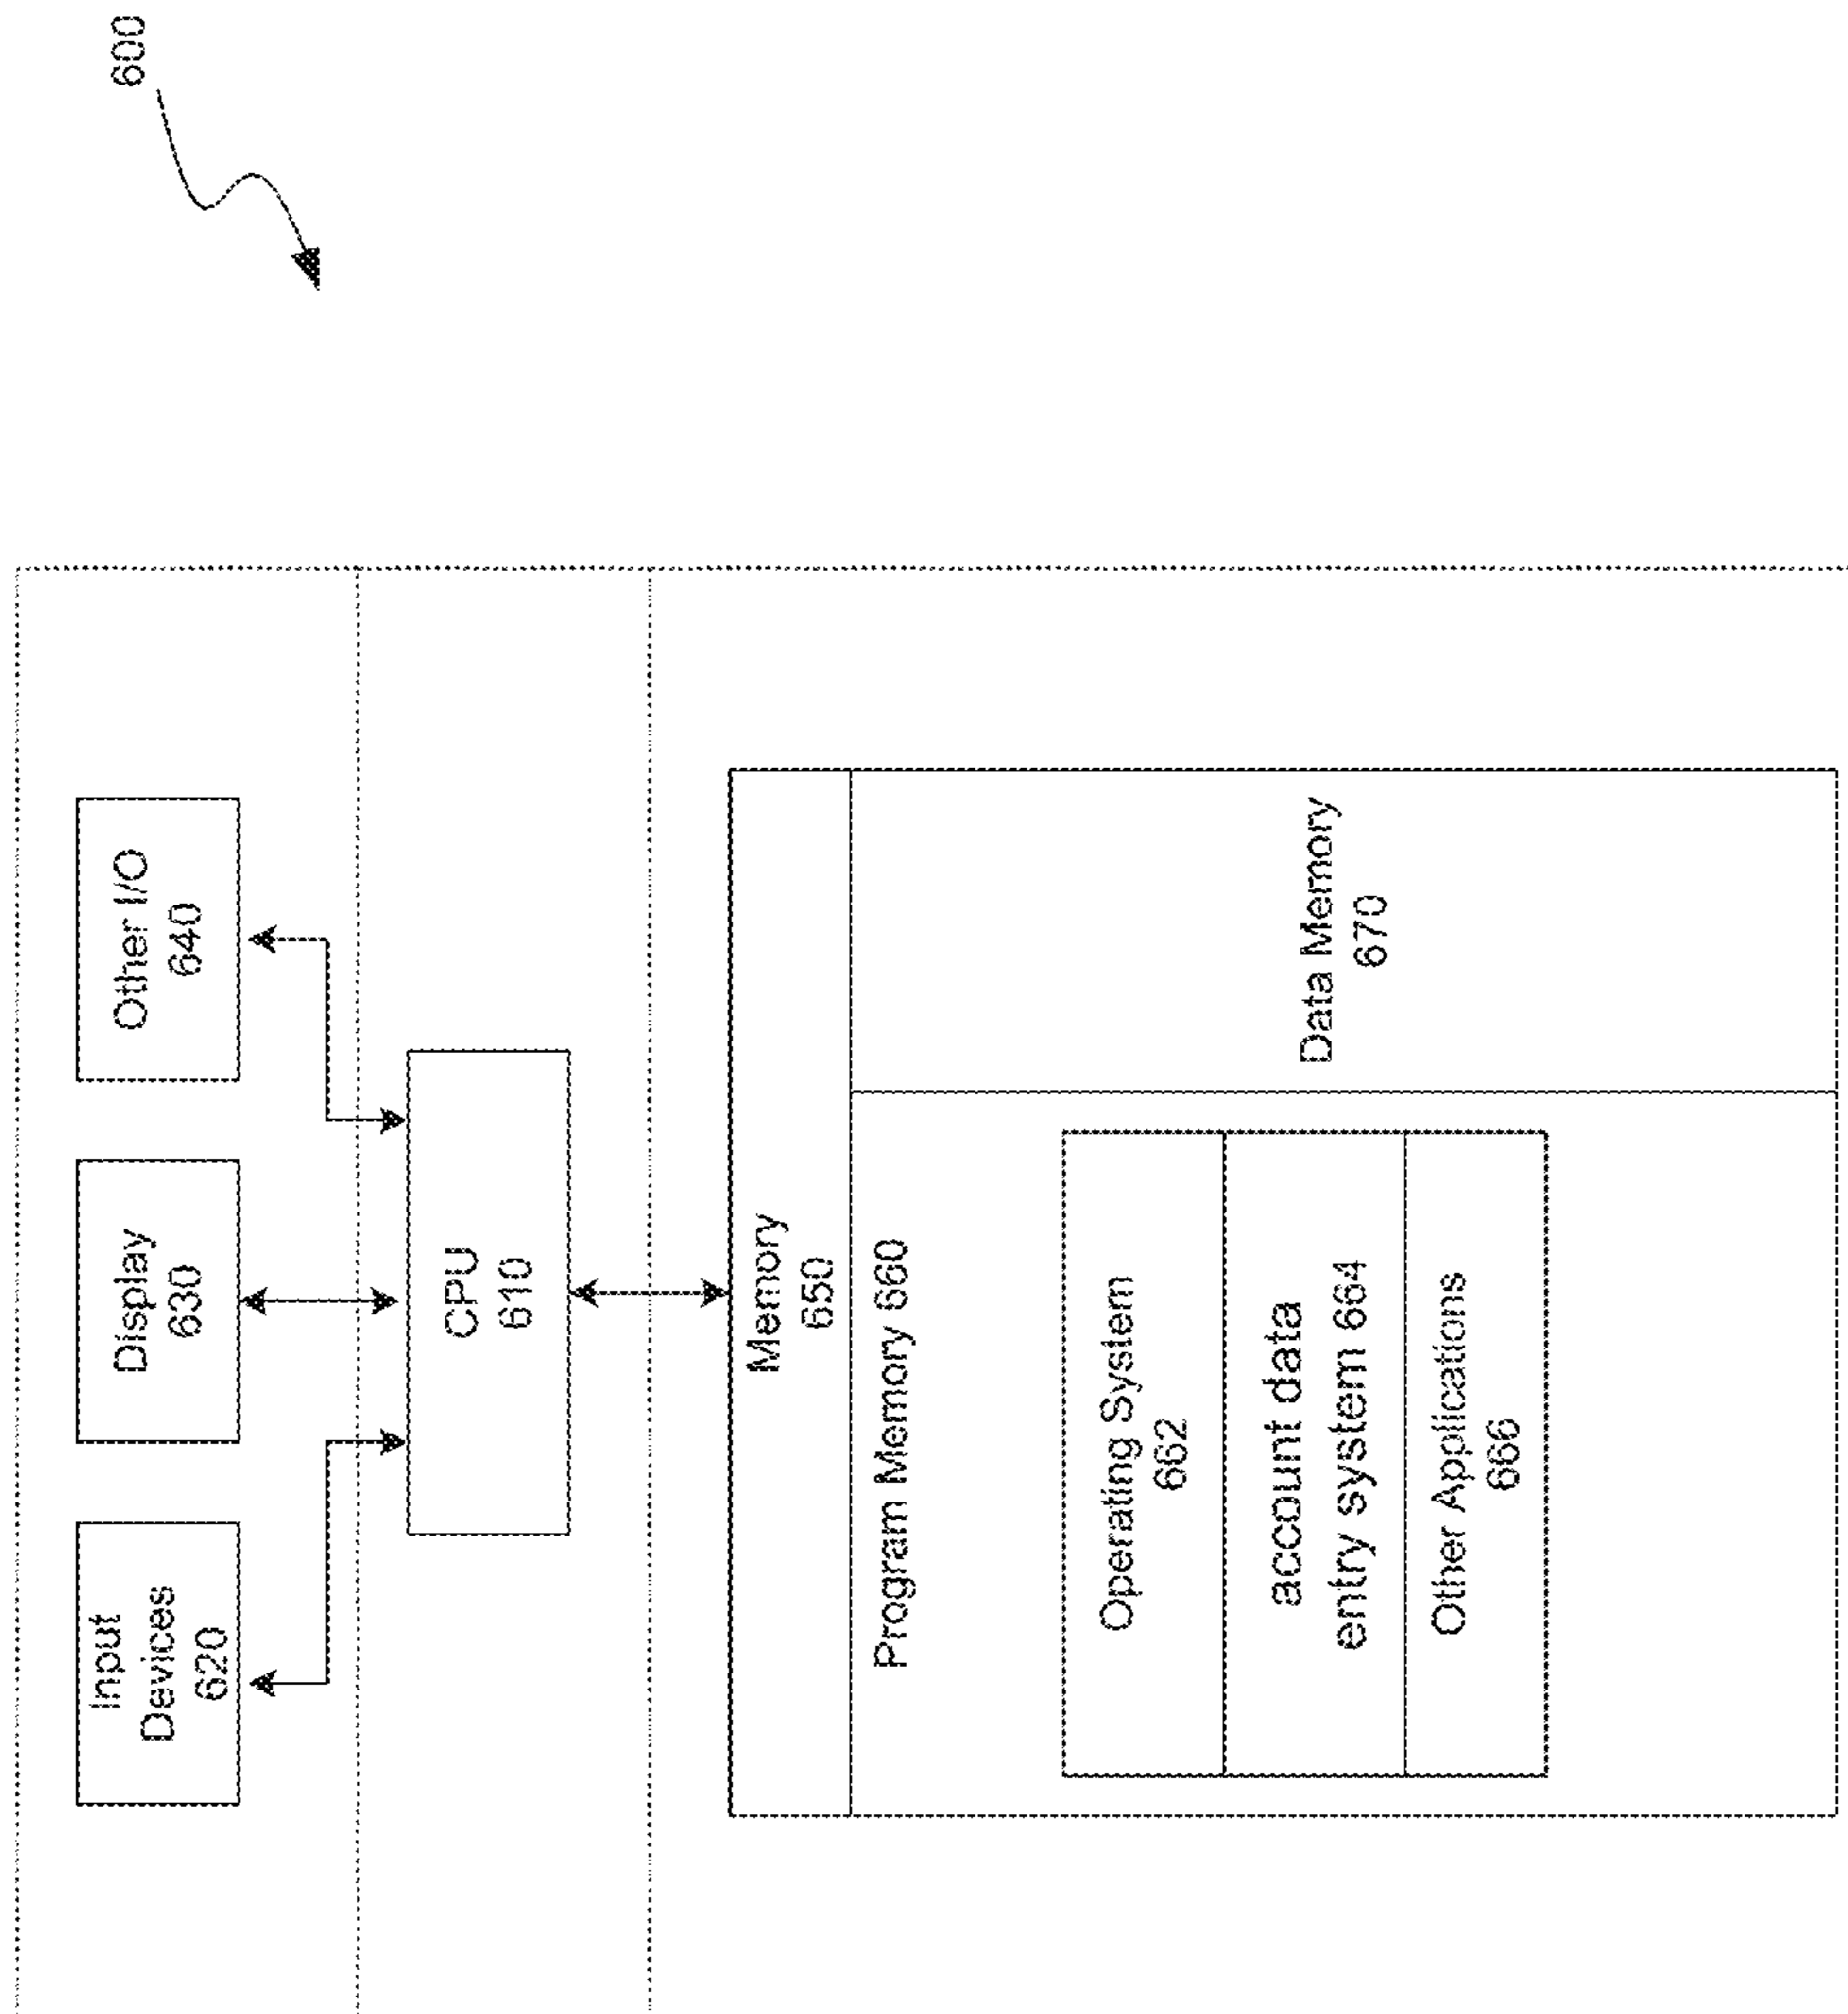 600
Input
Devices
620
Display
630
Other I/O
640
CPU
610
Memory
650
Program Memory 660
Operating System
662
account data
entry system 664
Other Applications
666
Data Memory
670